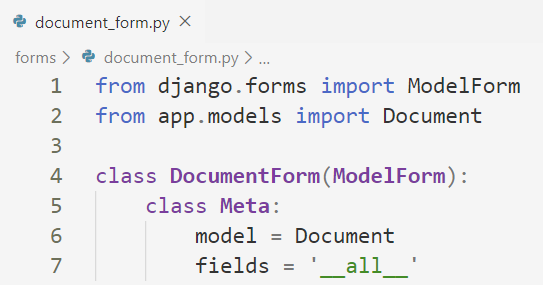 document_form.py ×
forms > document_form.py > ...
1 from django.forms import ModelForm
2 from app.models import Document
3
4 class DocumentForm(ModelForm):
5     class Meta:
6         model = Document
7         fields = '__all__'